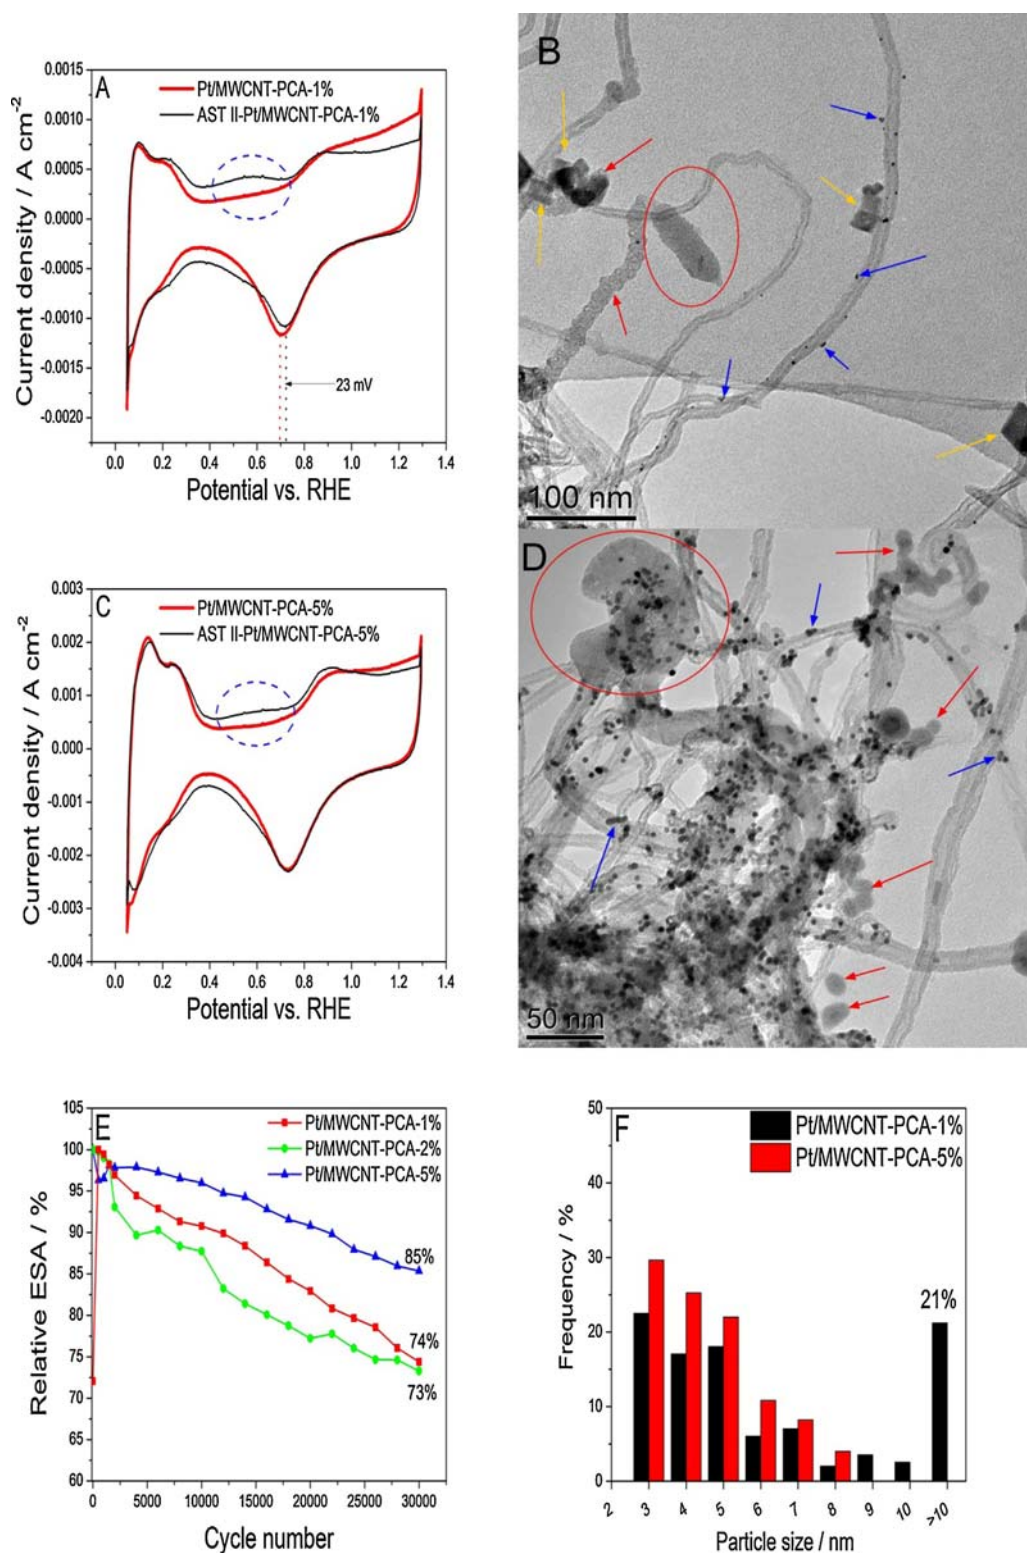 A
Pt/MWCNT-PCA-1%
AST II-Pt/MWCNT-PCA-1%
Current density / A cm-2
0.0015
0.0010
0.0005
0.0000
-0.0005
-0.0010
-0.0015
-0.0020
23 mV
0.0 0.2 0.4 0.6 0.8 1.0 1.2 1.4
Potential vs. RHE
B
100 nm
C
Pt/MWCNT-PCA-5%
AST II-Pt/MWCNT-PCA-5%
Current density / A cm-2
0.003
0.002
0.001
0.000
-0.001
-0.002
-0.003
-0.004
0.0 0.2 0.4 0.6 0.8 1.0 1.2 1.4
Potential vs. RHE
D
50 nm
E
Pt/MWCNT-PCA-1%
Pt/MWCNT-PCA-2%
Pt/MWCNT-PCA-5%
Relative ESA / %
105
100
95
90
85
80
75
70
65
60
85%
74%
73%
0 5000 10000 15000 20000 25000 30000
Cycle number
F
Pt/MWCNT-PCA-1%
Pt/MWCNT-PCA-5%
Frequency / %
50
40
30
20
10
0
21%
2 3 4 5 6 7 8 9 10 >10
Particle size / nm